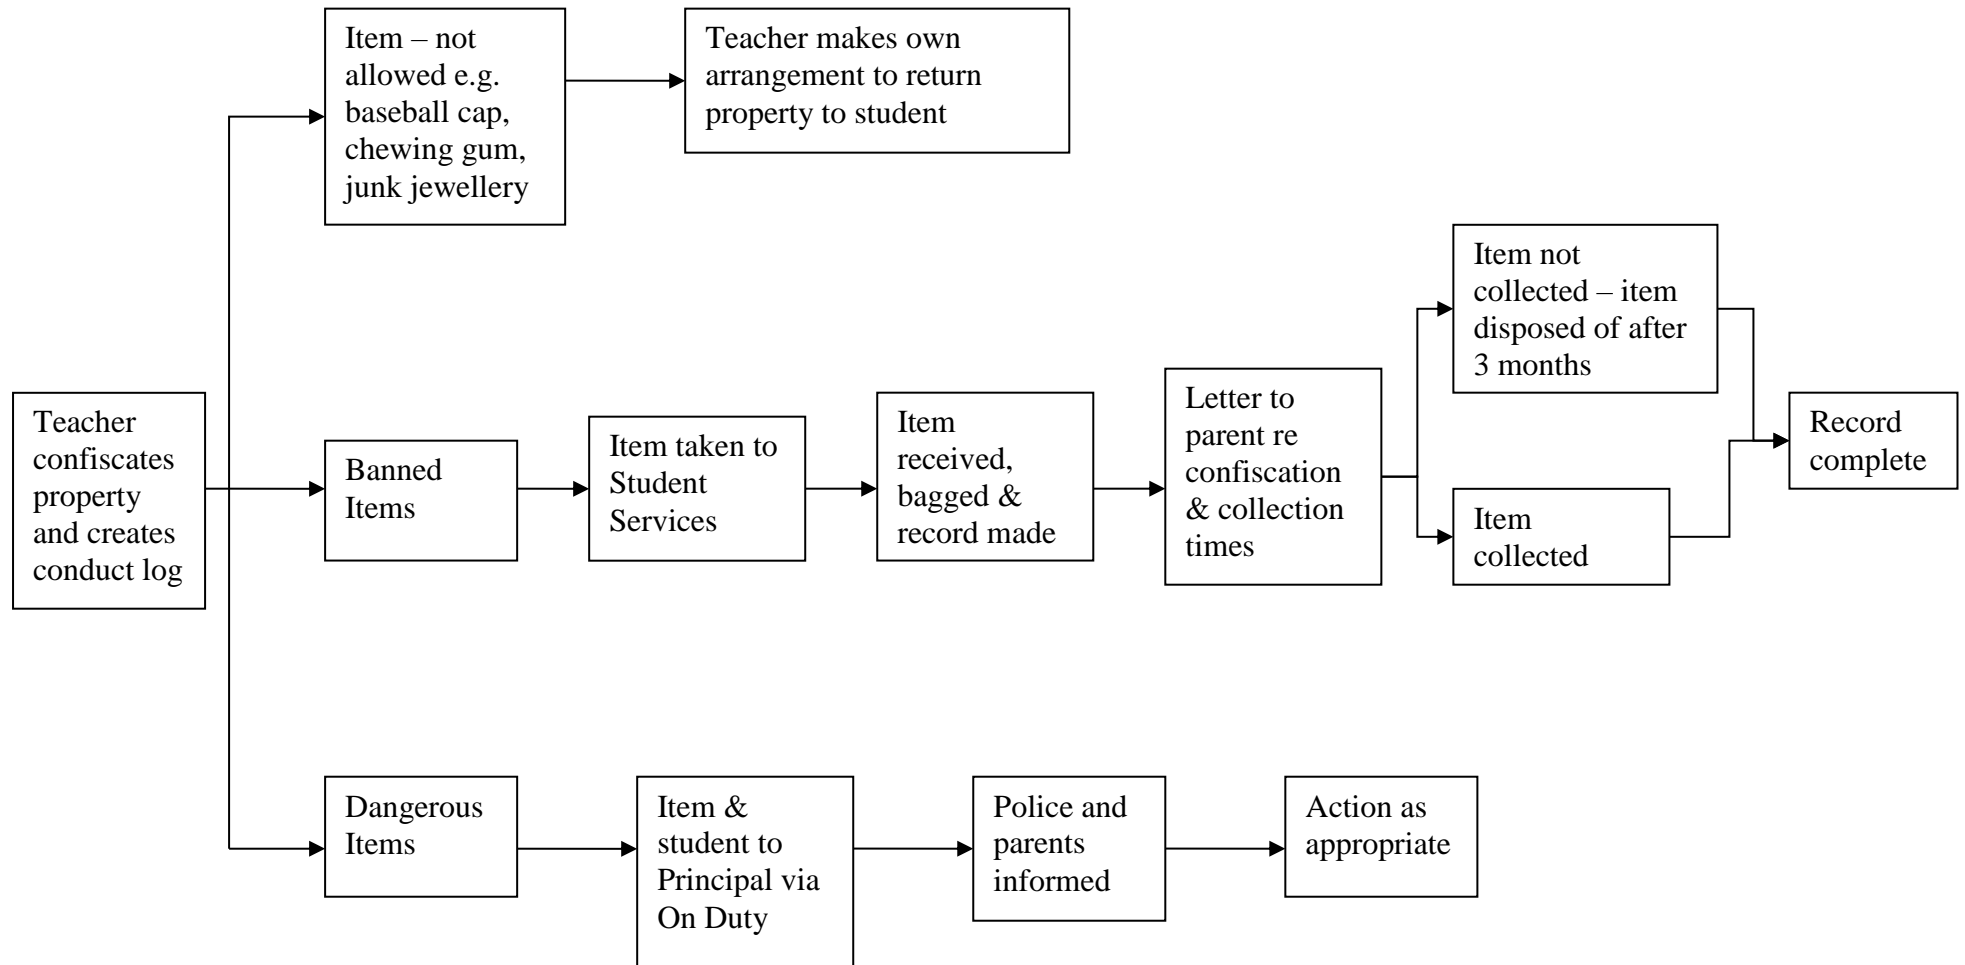 Item – not
allowed e.g.
baseball cap,
chewing gum,
junk jewellery
Teacher makes own
arrangement to return
property to student
Teacher
confiscates
property
and creates
conduct log
Banned
Items
Item taken to
Student
Services
Item
received,
bagged &
record made
Letter to
parent re
confiscation
& collection
times
Item not
collected – item
disposed of after
3 months
Item
collected
Record
complete
Dangerous
Items
Item &
student to
Principal via
On Duty
Police and
parents
informed
Action as
appropriate